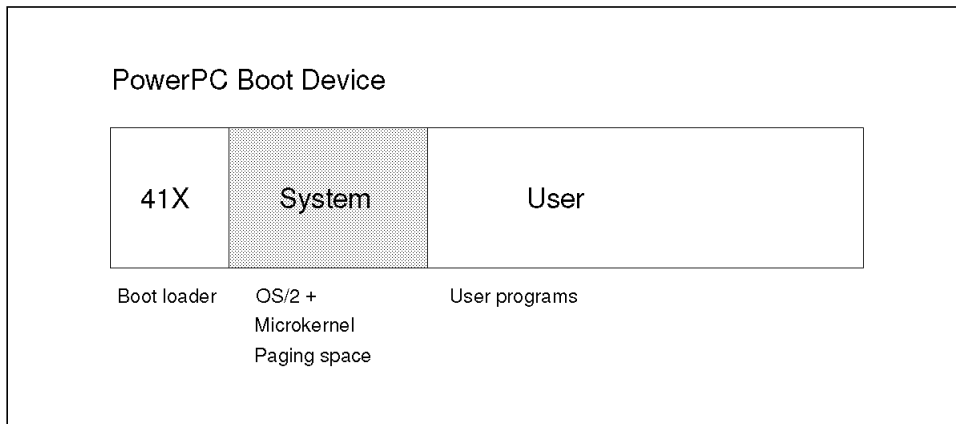 PowerPC Boot Device
41X
System
User
Boot loader
OS/2 +
Microkernel
Paging space
User programs